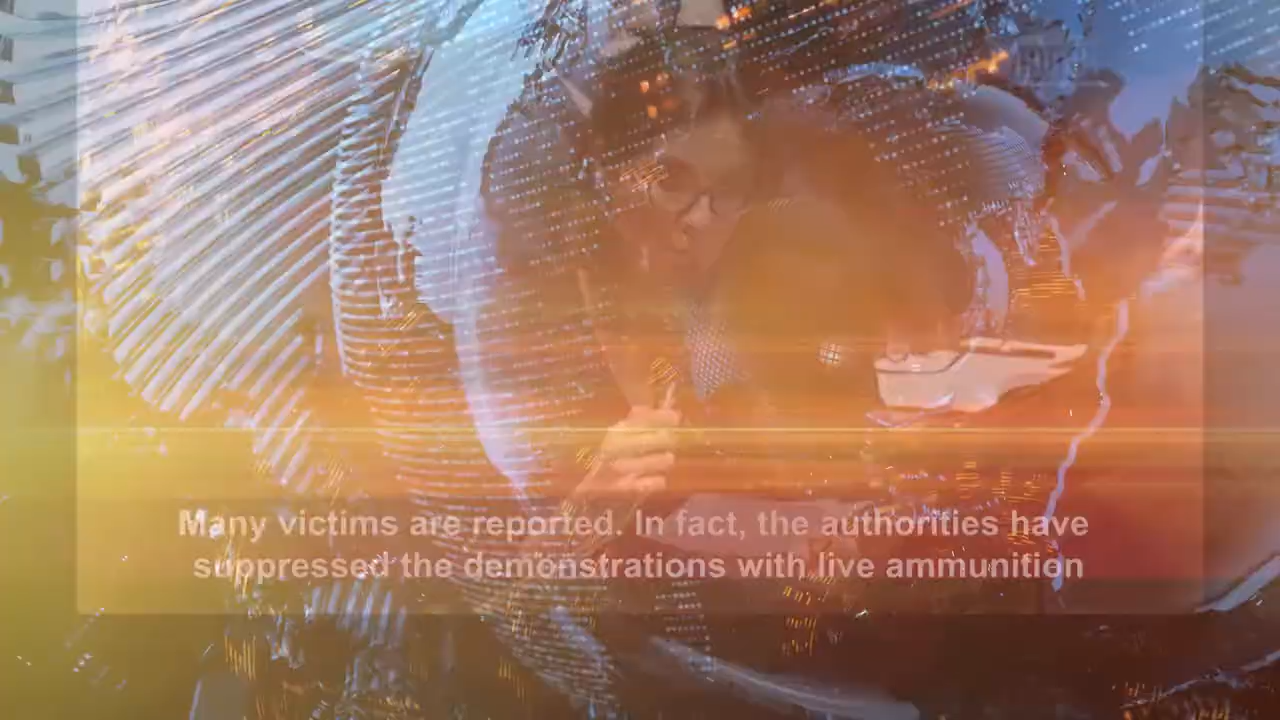 Many victims are reported. In fact, the authorities have
suppressed the demonstrations with live ammunition